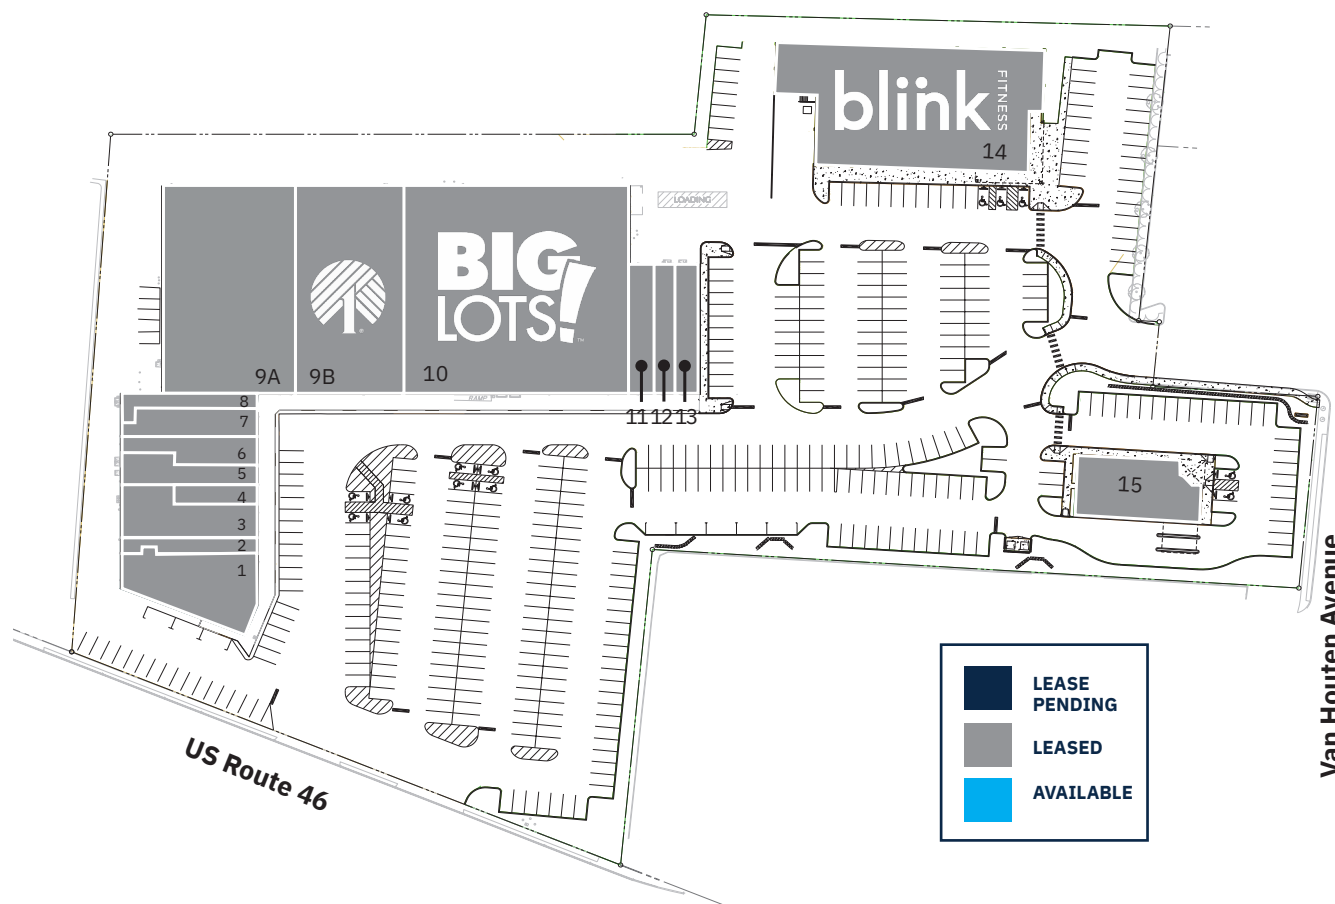 blink
FITNESS
14
LOADING
BIG
LOTS!
™
®
9A
9B
10
11
12
13
RAMP
8
7
6
5
4
3
2
1
15
US Route 46
Van Houten Avenue
LEASE
PENDING
LEASED
AVAILABLE